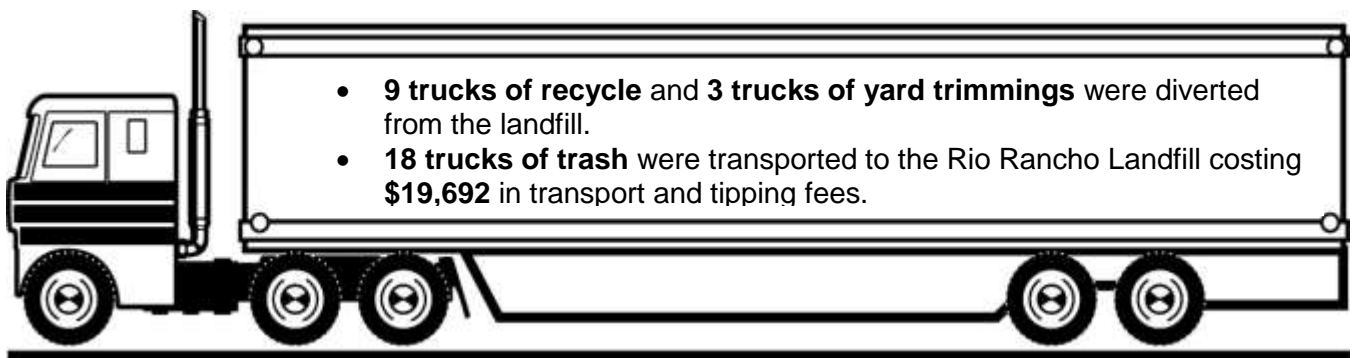 • 9 trucks of recycle and 3 trucks of yard trimmings were diverted
from the landfill.
• 18 trucks of trash were transported to the Rio Rancho Landfill costing
$19,692 in transport and tipping fees.